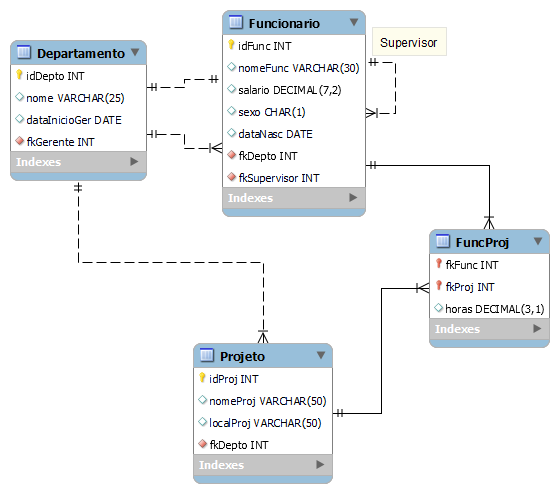 Departamento
idDepto INT
nome VARCHAR(25)
dataInicioGer DATE
fkGerente INT
Indexes
Funcionario
idFunc INT
nomeFunc VARCHAR(30)
salario DECIMAL(7,2)
sexo CHAR(1)
dataNasc DATE
fkDepto INT
fkSupervisor INT
Indexes
Supervisor
FuncProj
fkFunc INT
fkProj INT
horas DECIMAL(3,1)
Indexes
Projeto
idProj INT
nomeProj VARCHAR(50)
localProj VARCHAR(50)
fkDepto INT
Indexes